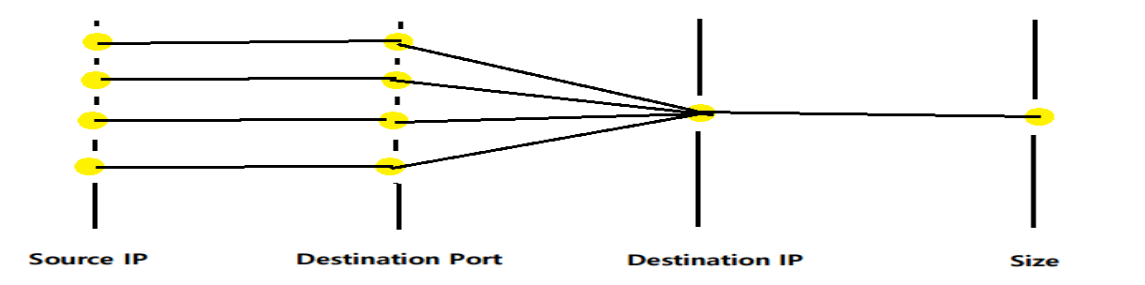 Source IP
Destination Port
Destination IP
Size